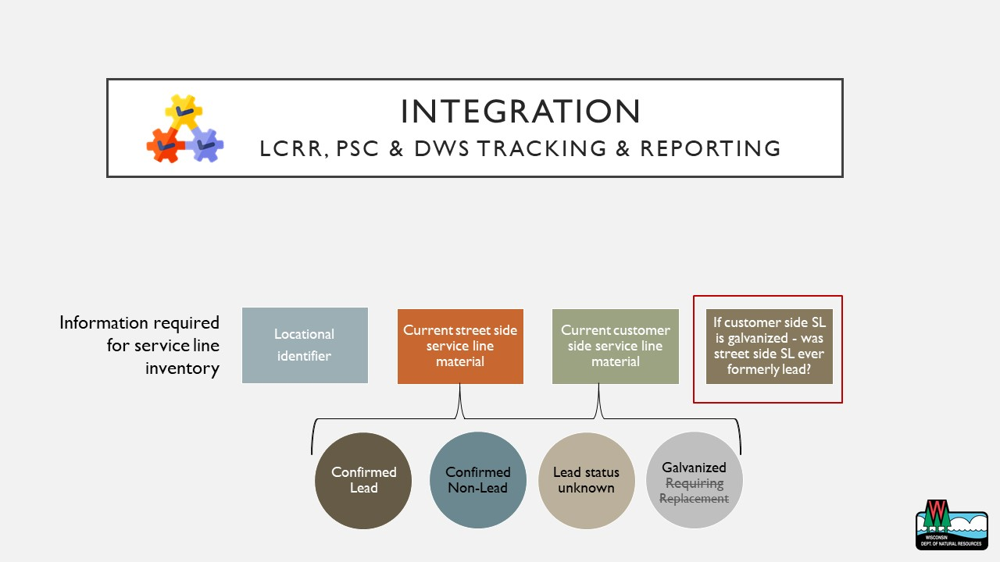 INTEGRATION
LCRR, PSC & DWS TRACKING & REPORTING
Information required
for service line
inventory
Locational
identifier
Current street side
service line
material
Current customer
side service line
material
If customer side SL
is galvanized - was
street side SL ever
formerly lead?
Confirmed
Lead
Confirmed
Non-Lead
Lead status
unknown
Galvanized
Requiring
Replacement
WISCONSIN
DEPT. OF NATURAL RESOURCES